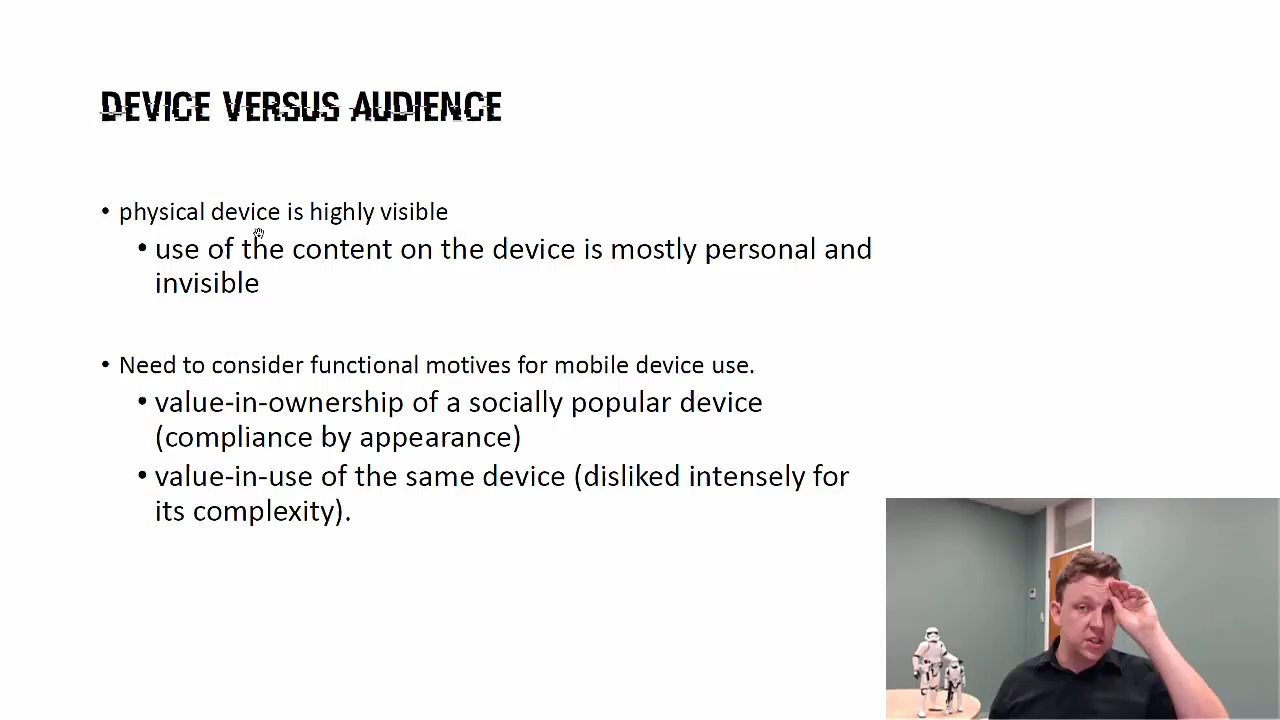 DEVICE VERSUS AUDIENCE
• physical device is highly visible
• use of the content on the device is mostly personal and
invisible
• Need to consider functional motives for mobile device use.
• value-in-ownership of a socially popular device
(compliance by appearance)
• value-in-use of the same device (disliked intensely for
its complexity).